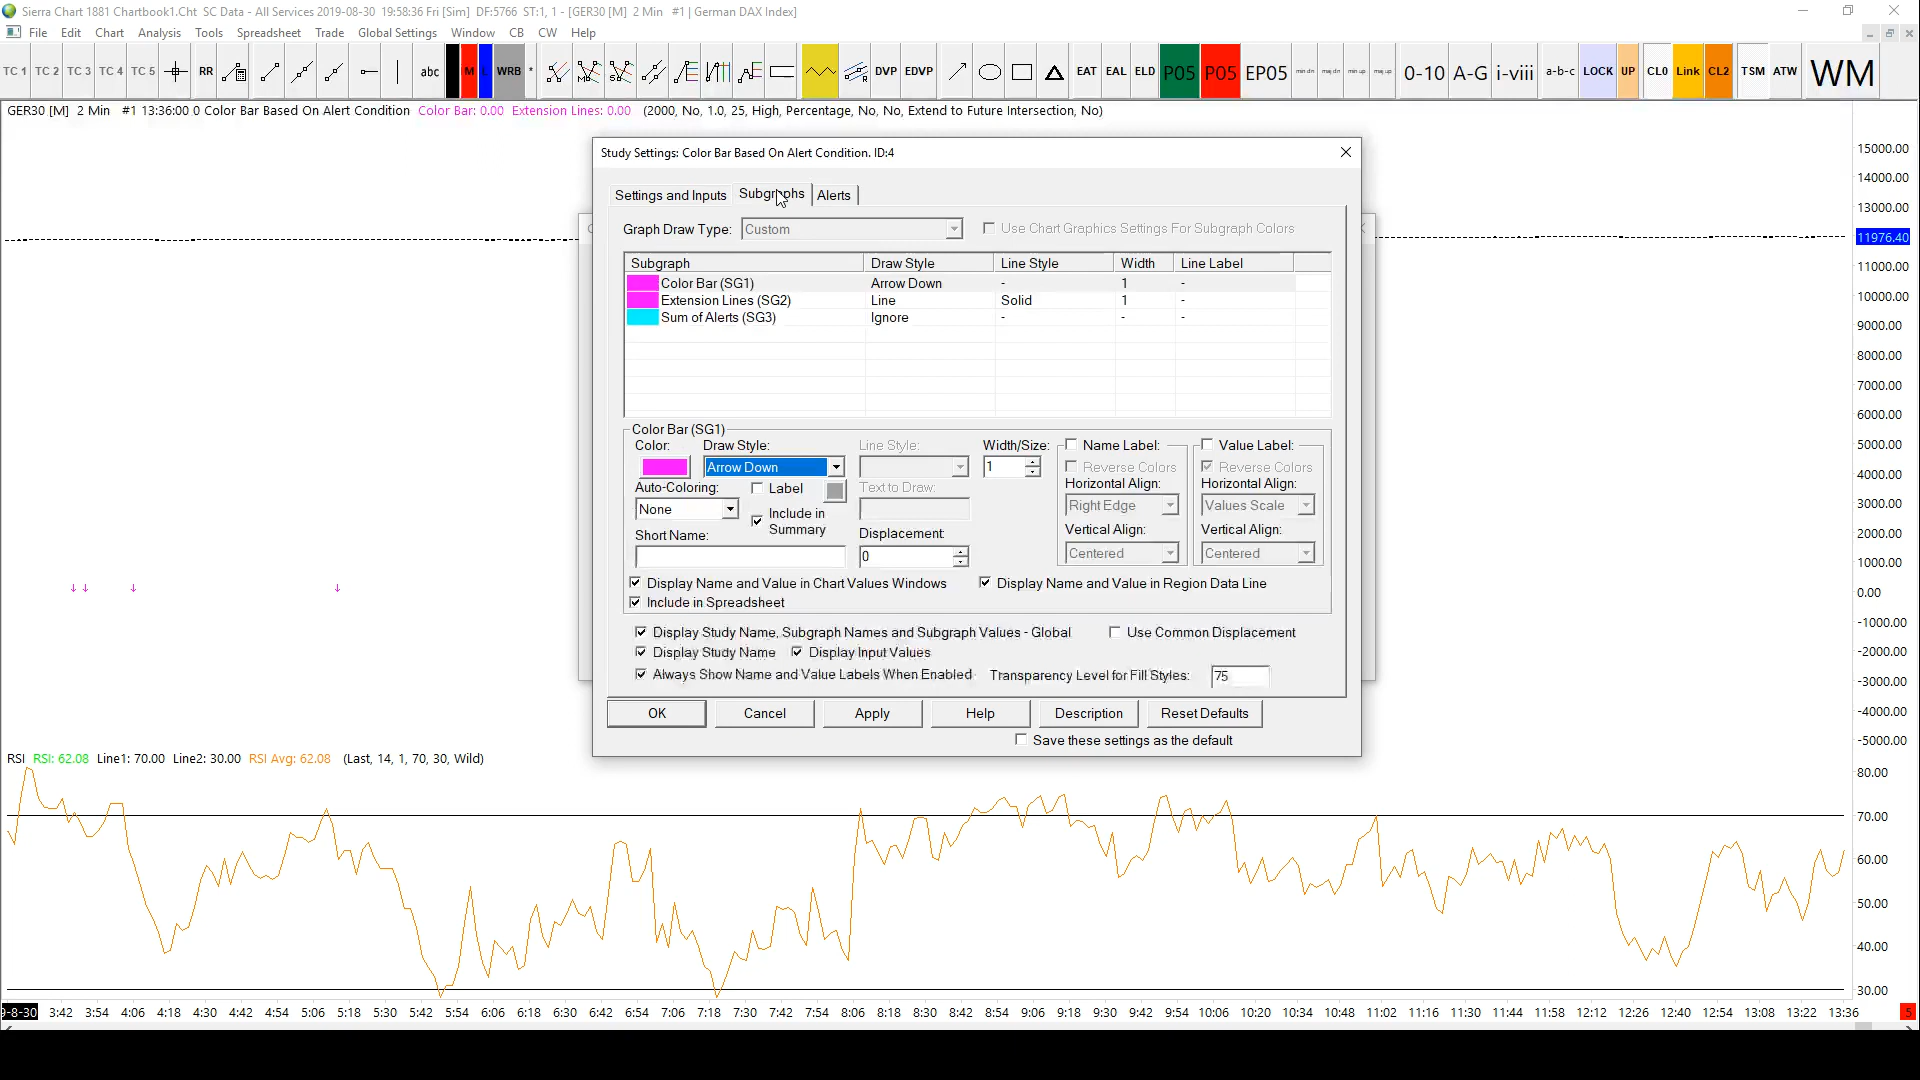 Sierra Chart 1881 Chartbook1.Cht SC Data - All Services 2019-08-30 19:58:36 Fri [Sim] DF:5766 ST:1, 1 - [GER30 [M] 2 Min #1 | German DAX Index]
File Edit Chart Analysis Tools Spreadsheet Trade Global Settings Window CB CW Help
TC 1 TC 2 TC 3 TC 4 TC 5 RR abc M L WRB * DVP EDVP EAT EAL ELD P05 P05 EP05 min dn maj dn min up maj up 0-10 A-G i-viii a-b-c LOCK UP CL0 Link CL2 TSM ATW WM
GER30 [M] 2 Min #1 13:36:00 0 Color Bar Based On Alert Condition Color Bar: 0.00 Extension Lines: 0.00 (2000, No, 1.0, 25, High, Percentage, No, No, Extend to Future Intersection, No)
Study Settings: Color Bar Based On Alert Condition. ID:4
Settings and Inputs Subgraphs Alerts
Graph Draw Type: Custom Use Chart Graphics Settings For Subgraph Colors
Subgraph Draw Style Line Style Width Line Label
Color Bar (SG1) Arrow Down - 1 -
Extension Lines (SG2) Line Solid 1 -
Sum of Alerts (SG3) Ignore - - -
Color Bar (SG1)
Color: Draw Style: Line Style: Width/Size: Name Label: Value Label:
Arrow Down 1 Reverse Colors Reverse Colors
Auto-Coloring: Label Text to Draw: Horizontal Align: Horizontal Align:
None Include in Summary Right Edge Values Scale
Short Name: Displacement: Vertical Align: Vertical Align:
0 Centered Centered
Display Name and Value in Chart Values Windows Display Name and Value in Region Data Line
Include in Spreadsheet
Display Study Name, Subgraph Names and Subgraph Values - Global Use Common Displacement
Display Study Name Display Input Values
Always Show Name and Value Labels When Enabled Transparency Level for Fill Styles: 75
OK Cancel Apply Help Description Reset Defaults
Save these settings as the default
15000.00
14000.00
13000.00
11976.40
11000.00
10000.00
9000.00
8000.00
7000.00
6000.00
5000.00
4000.00
3000.00
2000.00
1000.00
0.00
-1000.00
-2000.00
-3000.00
-4000.00
-5000.00
RSI RSI: 62.08 Line1: 70.00 Line2: 30.00 RSI Avg: 62.08 (Last, 14, 1, 70, 30, Wild)
80.00
70.00
60.00
50.00
40.00
30.00
9-8-30 3:42 3:54 4:06 4:18 4:30 4:42 4:54 5:06 5:18 5:30 5:42 5:54 6:06 6:18 6:30 6:42 6:54 7:06 7:18 7:30 7:42 7:54 8:06 8:18 8:30 8:42 8:54 9:06 9:18 9:30 9:42 9:54 10:06 10:20 10:34 10:48 11:02 11:16 11:30 11:44 11:58 12:12 12:26 12:40 12:54 13:08 13:22 13:36 5